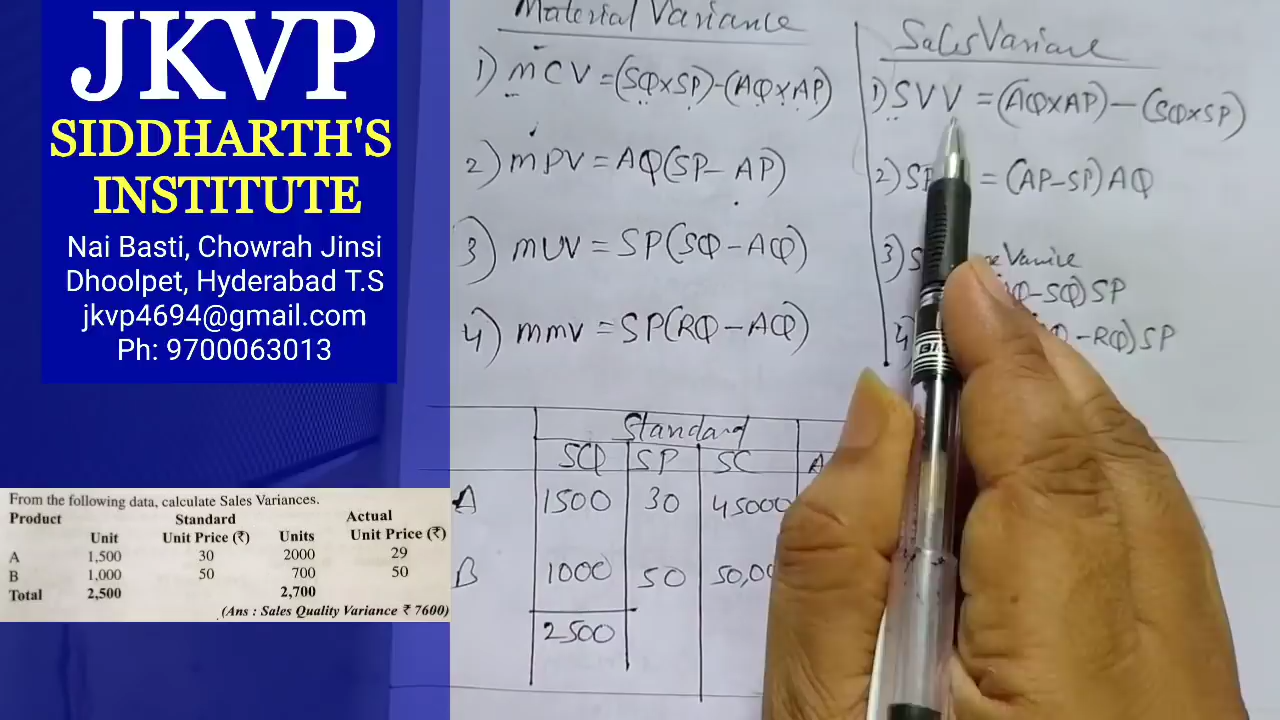 JKVP
SIDDHARTH'S
INSTITUTE
Nai Basti, Chowrah Jinsi
Dhoolpet, Hyderabad T.S
jkvp4694@gmail.com
Ph: 9700063013
From the following data, calculate Sales Variances.
Product Standard Actual
Unit Unit Price (₹) Units Unit Price (₹)
A 1,500 30 2000 29
B 1,000 50 700 50
Total 2,500 2,700
(Ans : Sales Quality Variance ₹ 7600)
Material Variance
1) MCV = (SQ×SP) - (AQ×AP)
2) MPV = AQ(SP - AP)
3) MUV = SP(SQ - AQ)
4) MMV = SP(RQ - AQ)
Sales Variance
1) SVV = (AQ×AP) - (SQ×SP)
2) SP = (AP-SP)AQ
3) S
-SQ)SP
4) -RQ)SP
Standard
SQ SP SC A
A 1500 30 45000
B 1000 50 50,00
2500